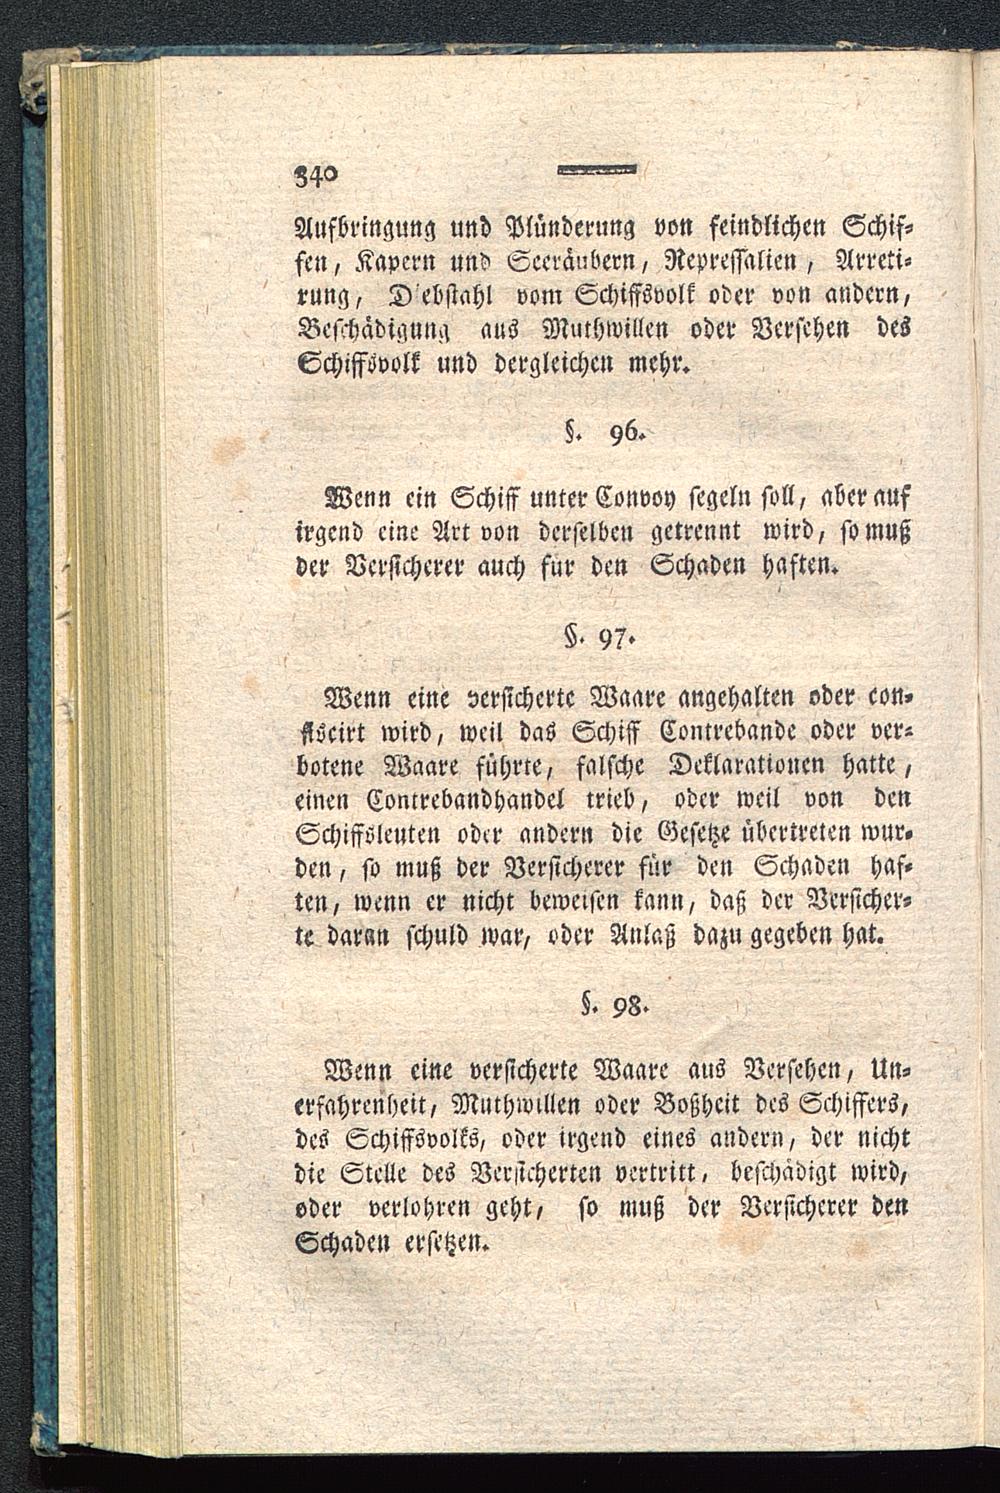 340
Aufbringung und Plünderung von feindlichen Schif-
fen, Kapern und Seeräubern, Repressalien, Arreti-
rung, Diebstahl vom Schiffsvolk oder von andern,
Beschädigung aus Muthwillen oder Versehen des
Schiffsvolk und dergleichen mehr.
§. 96.
Wenn ein Schiff unter Convoy segeln soll, aber auf
irgend eine Art von derselben getrennt wird, so muß
der Versicherer auch für den Schaden haften.
§. 97.
Wenn eine versicherte Waare angehalten oder con-
fiscirt wird, weil das Schiff Contrebande oder ver-
botene Waare führte, falsche Deklarationen hatte,
einen Contrebandhandel trieb, oder weil von den
Schiffsleuten oder andern die Gesetze übertreten wur-
den, so muß der Versicherer für den Schaden haf-
ten, wenn er nicht beweisen kann, daß der Versicher-
te daran schuld war, oder Anlaß dazu gegeben hat.
§. 98.
Wenn eine versicherte Waare aus Versehen, Un-
erfahrenheit, Muthwillen oder Boßheit des Schiffers,
des Schiffsvolks, oder irgend eines andern, der nicht
die Stelle des Versicherten vertritt, beschädigt wird,
oder verlohren geht, so muß der Versicherer den
Schaden ersetzen.